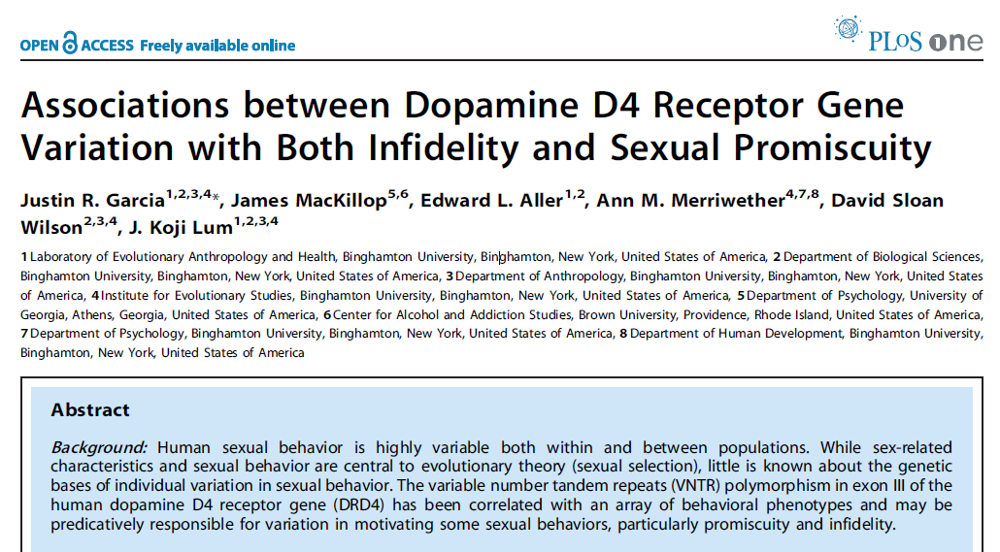 OPEN ACCESS Freely available online
PLoS one
Associations between Dopamine D4 Receptor Gene
Variation with Both Infidelity and Sexual Promiscuity
Justin R. Garcia1,2,3,4*, James MacKillop5,6, Edward L. Aller1,2, Ann M. Merriwether4,7,8, David Sloan
Wilson2,3,4, J. Koji Lum1,2,3,4
1 Laboratory of Evolutionary Anthropology and Health, Binghamton University, Binghamton, New York, United States of America, 2 Department of Biological Sciences,
Binghamton University, Binghamton, New York, United States of America, 3 Department of Anthropology, Binghamton University, Binghamton, New York, United States
of America, 4 Institute for Evolutionary Studies, Binghamton University, Binghamton, New York, United States of America, 5 Department of Psychology, University of
Georgia, Athens, Georgia, United States of America, 6 Center for Alcohol and Addiction Studies, Brown University, Providence, Rhode Island, United States of America,
7 Department of Psychology, Binghamton University, Binghamton, New York, United States of America, 8 Department of Human Development, Binghamton University,
Binghamton, New York, United States of America
Abstract
Background: Human sexual behavior is highly variable both within and between populations. While sex-related
characteristics and sexual behavior are central to evolutionary theory (sexual selection), little is known about the genetic
bases of individual variation in sexual behavior. The variable number tandem repeats (VNTR) polymorphism in exon III of the
human dopamine D4 receptor gene (DRD4) has been correlated with an array of behavioral phenotypes and may be
predicatively responsible for variation in motivating some sexual behaviors, particularly promiscuity and infidelity.